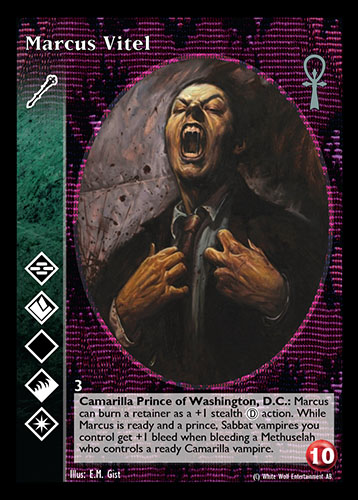 Marcus Vitel
3
Camarilla Prince of Washington, D.C.: Marcus
can burn a retainer as a +1 stealth Ⓓ action. While
Marcus is ready and a prince, Sabbat vampires you
control get +1 bleed when bleeding a Methuselah
who controls a ready Camarilla vampire.
10
Illus: E.M. Gist
(C) White Wolf Entertainment AB.